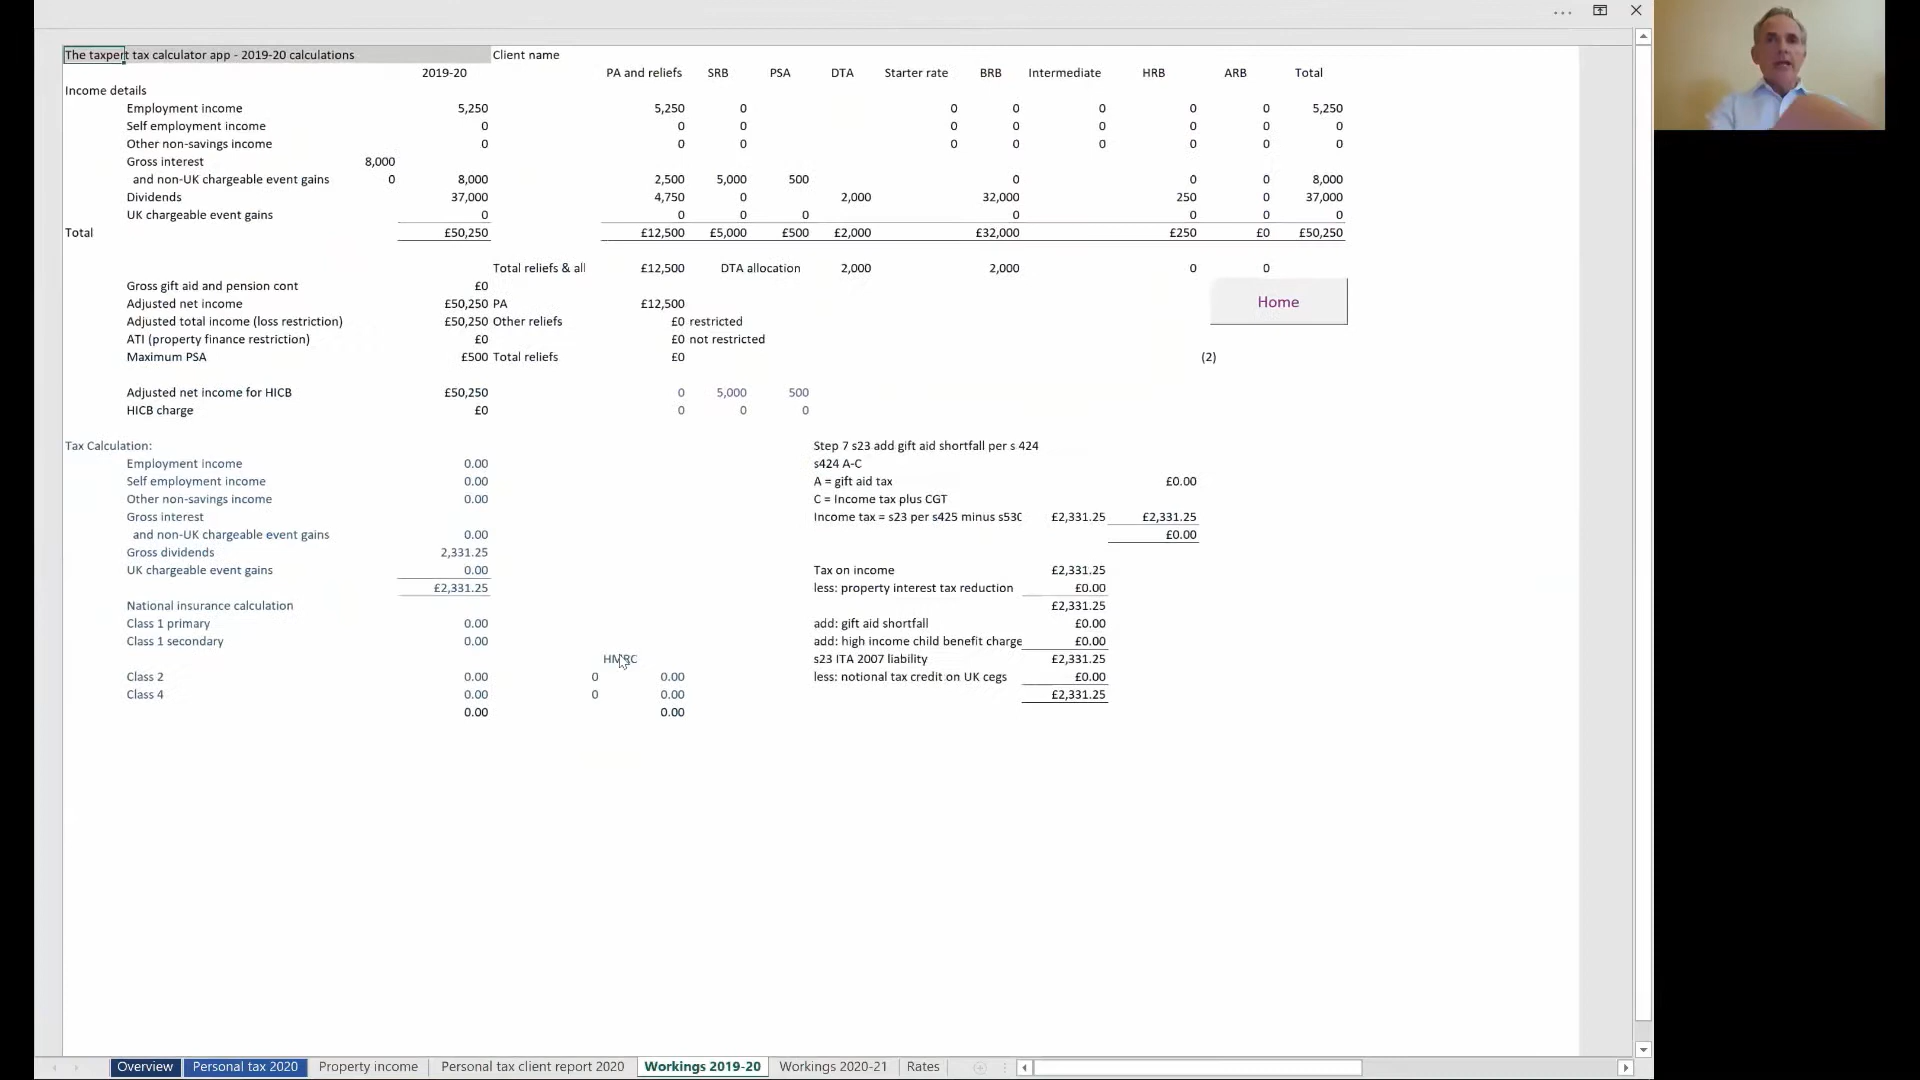 The taxpert tax calculator app - 2019-20 calculations Client name
2019-20 PA and reliefs SRB PSA DTA Starter rate BRB Intermediate HRB ARB Total
Income details
Employment income 5,250 5,250 0 0 0 0 0 0 5,250
Self employment income 0 0 0 0 0 0 0 0 0
Other non-savings income 0 0 0 0 0 0 0 0 0
Gross interest 8,000
and non-UK chargeable event gains 0 8,000 2,500 5,000 500 0 0 0 8,000
Dividends 37,000 4,750 0 2,000 32,000 250 0 37,000
UK chargeable event gains 0 0 0 0 0 0 0 0
Total £50,250 £12,500 £5,000 £500 £2,000 £32,000 £250 £0 £50,250
Total reliefs & all £12,500 DTA allocation 2,000 2,000 0 0
Gross gift aid and pension cont £0
Adjusted net income £50,250 PA £12,500
Home
Adjusted total income (loss restriction) £50,250 Other reliefs £0 restricted
ATI (property finance restriction) £0 £0 not restricted
Maximum PSA £500 Total reliefs £0 (2)
Adjusted net income for HICB £50,250 0 5,000 500
HICB charge £0 0 0 0
Tax Calculation: Step 7 s23 add gift aid shortfall per s 424
Employment income 0.00 s424 A-C
Self employment income 0.00 A = gift aid tax £0.00
Other non-savings income 0.00 C = Income tax plus CGT
Gross interest Income tax = s23 per s425 minus s530 £2,331.25 £2,331.25
and non-UK chargeable event gains 0.00 £0.00
Gross dividends 2,331.25
UK chargeable event gains 0.00 Tax on income £2,331.25
£2,331.25 less: property interest tax reduction £0.00
National insurance calculation £2,331.25
Class 1 primary 0.00 add: gift aid shortfall £0.00
Class 1 secondary 0.00 add: high income child benefit charge £0.00
HMRC s23 ITA 2007 liability £2,331.25
Class 2 0.00 0 0.00 less: notional tax credit on UK cegs £0.00
Class 4 0.00 0 0.00 £2,331.25
0.00 0.00
Overview Personal tax 2020 Property income Personal tax client report 2020 Workings 2019-20 Workings 2020-21 Rates